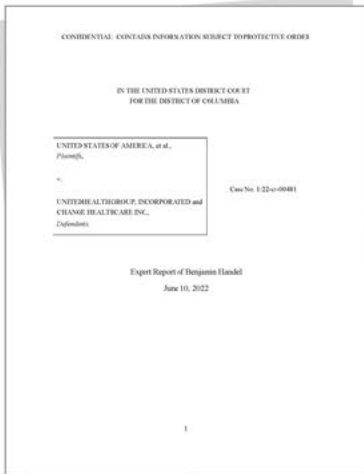 CONFIDENTIAL: CONTAINS INFORMATION SUBJECT TO PROTECTIVE ORDER
IN THE UNITED STATES DISTRICT COURT
FOR THE DISTRICT OF COLUMBIA
UNITED STATES OF AMERICA, et al.,
Plaintiffs,
v.
UNITEDHEALTH GROUP, INCORPORATED and
CHANGE HEALTHCARE INC.,
Defendants.
Case No. 1:22-cv-00481
Expert Report of Benjamin Handel
June 10, 2022
1